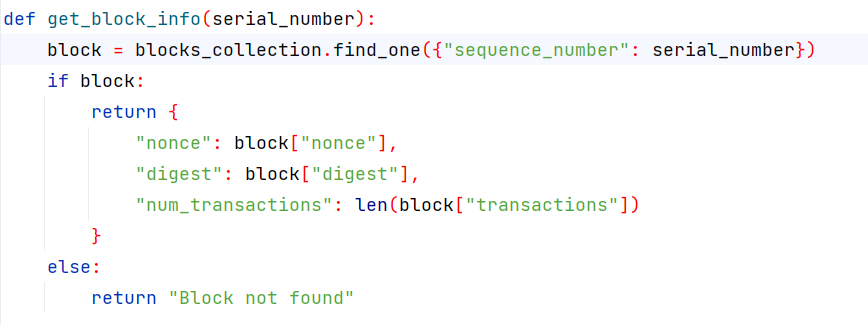 def get_block_info(serial_number):
    block = blocks_collection.find_one({"sequence_number": serial_number})
    if block:
        return {
            "nonce": block["nonce"],
            "digest": block["digest"],
            "num_transactions": len(block["transactions"])
        }
    else:
        return "Block not found"